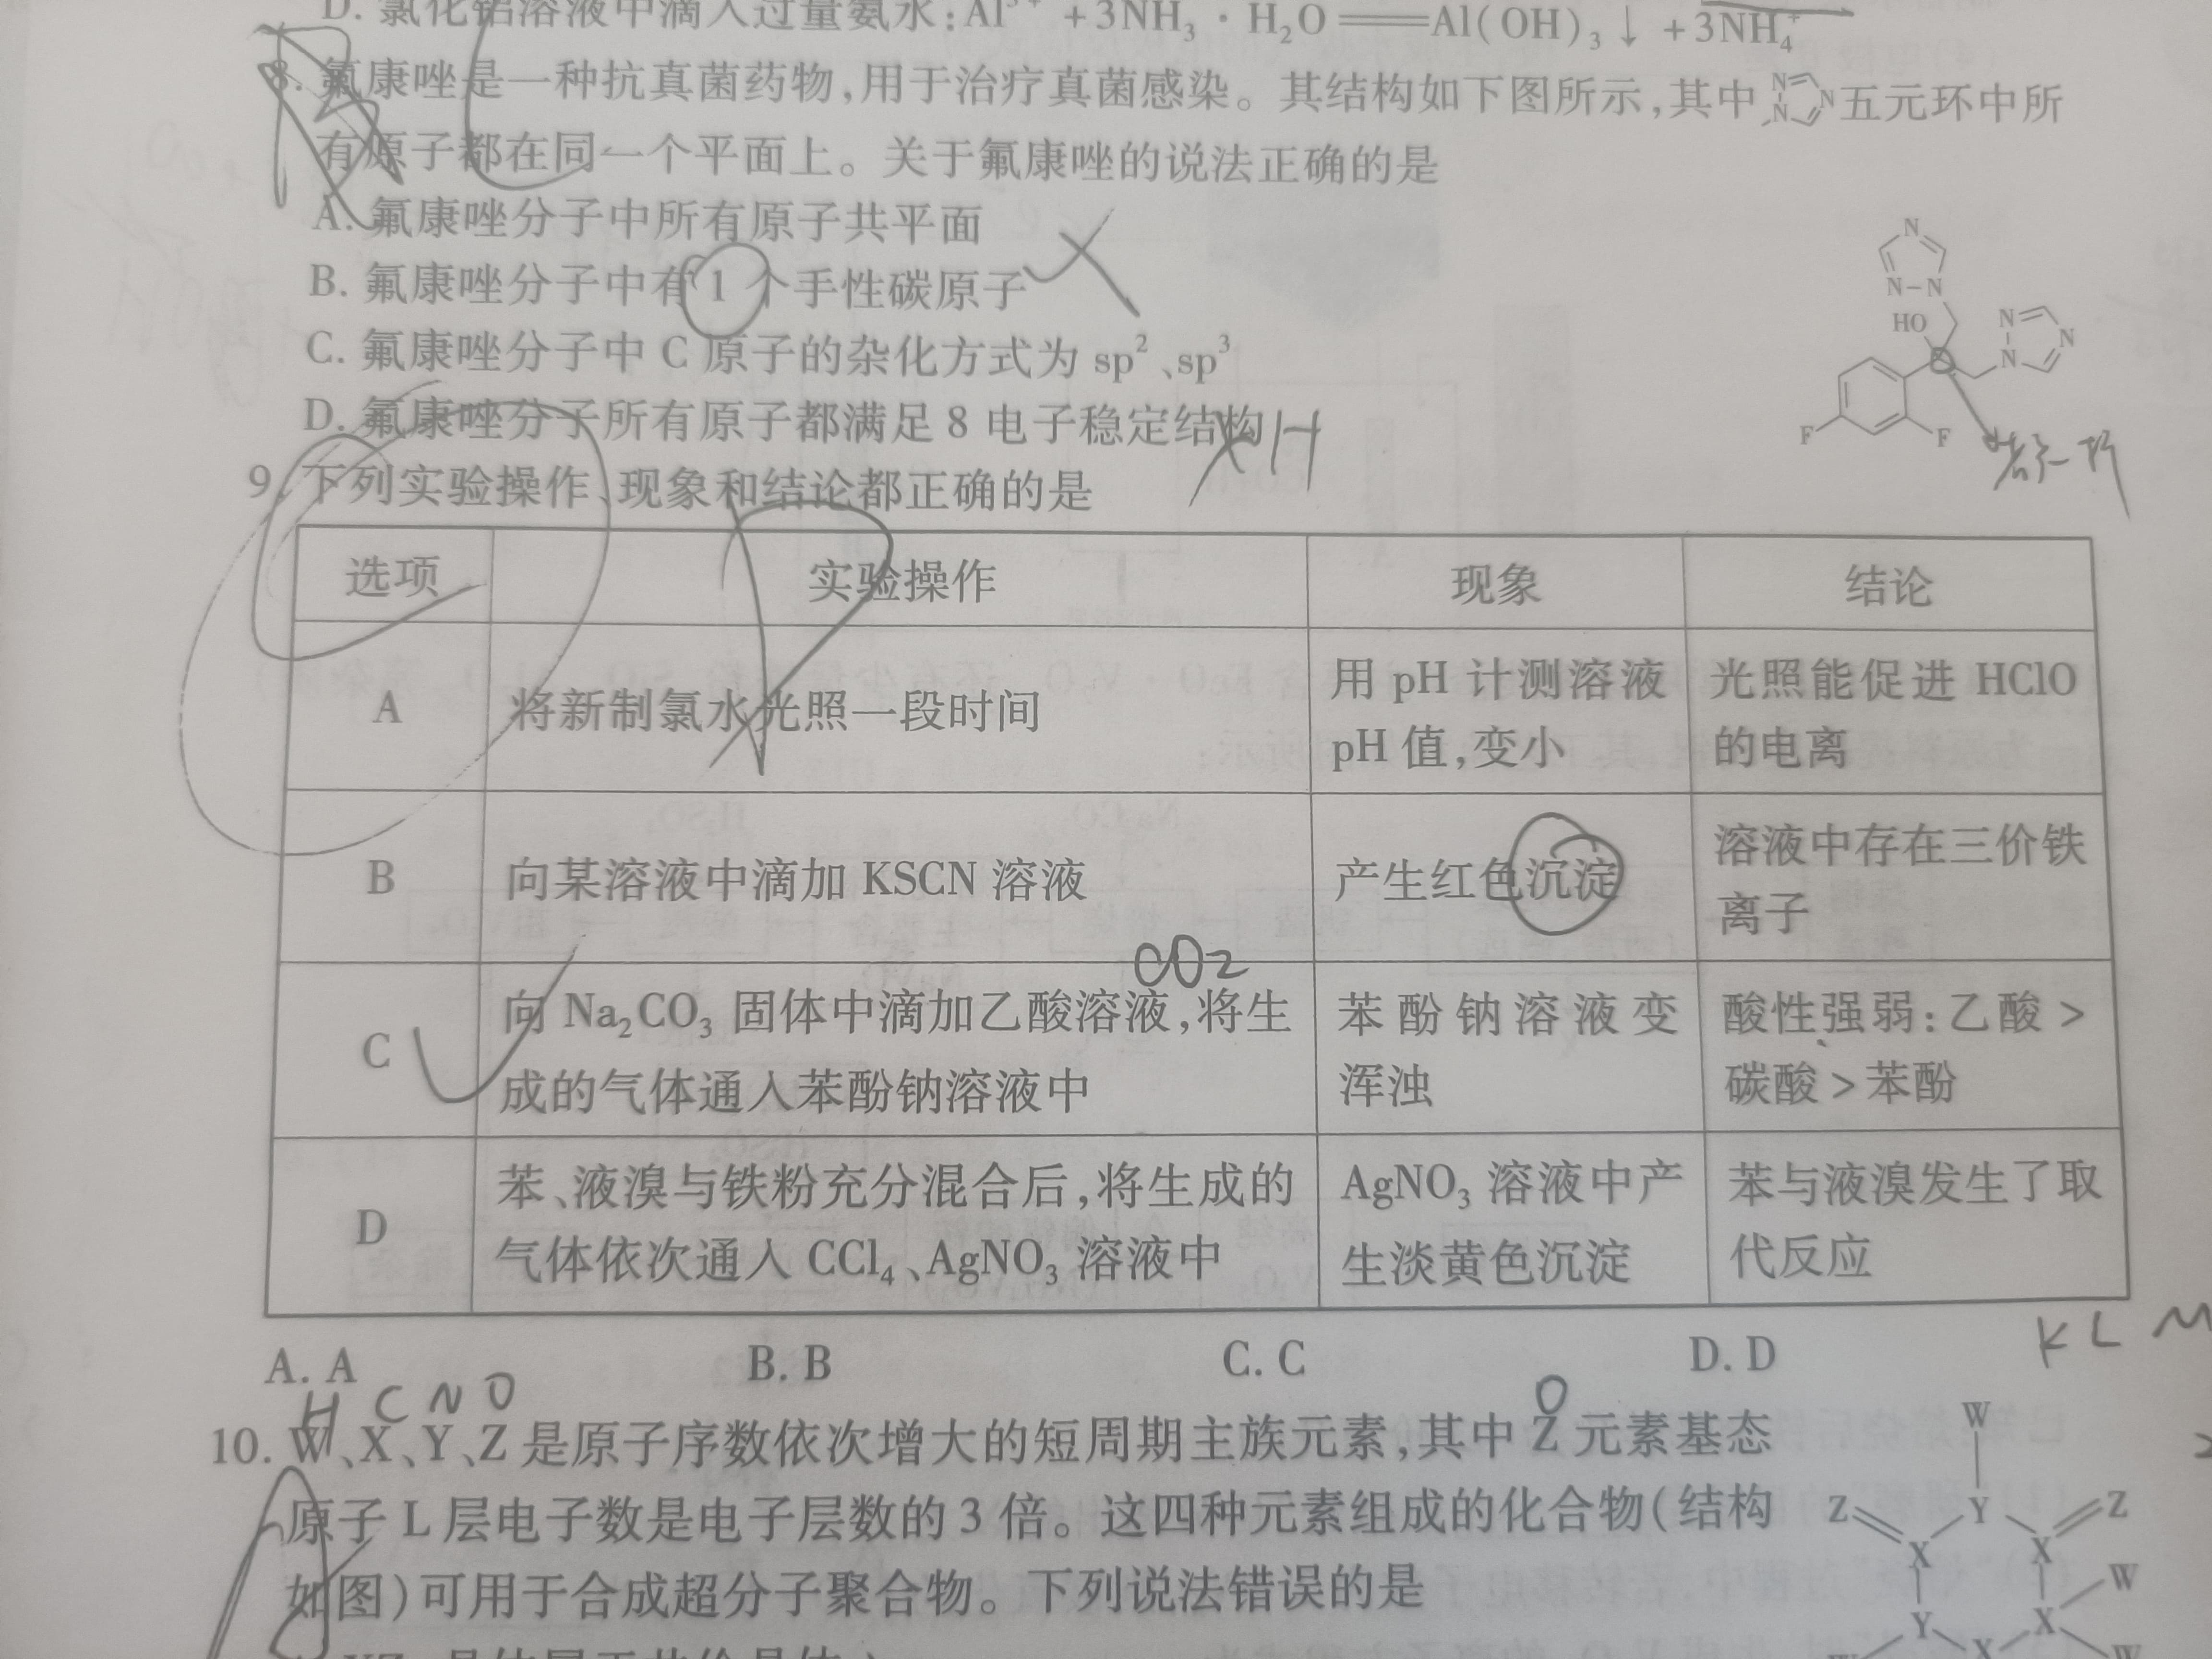 D. 氯化铝溶液中滴入过量氨水:Al³⁺ +3NH₃·H₂O══Al(OH)₃↓ +3NH₄⁺
8. 氟康唑是一种抗真菌药物,用于治疗真菌感染。其结构如下图所示,其中 N N N 五元环中所
有原子都在同一个平面上。关于氟康唑的说法正确的是
A. 氟康唑分子中所有原子共平面
B. 氟康唑分子中有 1 个手性碳原子
C. 氟康唑分子中 C 原子的杂化方式为 sp²、sp³
D. 氟康唑分子所有原子都满足 8 电子稳定结构
H
N
N-N
HO
N N
N
F F
9. 下列实验操作、现象和结论都正确的是
选项 实验操作 现象 结论
A 将新制氯水光照一段时间 用 pH 计测溶液 pH 值,变小 光照能促进 HClO 的电离
B 向某溶液中滴加 KSCN 溶液 产生红色沉淀 溶液中存在三价铁离子
CO2
C 向 Na₂CO₃ 固体中滴加乙酸溶液,将生成的气体通入苯酚钠溶液中 苯酚钠溶液变浑浊 酸性强弱:乙酸>碳酸>苯酚
D 苯、液溴与铁粉充分混合后,将生成的气体依次通入 CCl₄、AgNO₃ 溶液中 AgNO₃ 溶液中产生淡黄色沉淀 苯与液溴发生了取代反应
A. A B. B C. C D. D
K L M
H C N O O
10. W、X、Y、Z 是原子序数依次增大的短周期主族元素,其中 Z 元素基态
原子 L 层电子数是电子层数的 3 倍。这四种元素组成的化合物(结构
如图)可用于合成超分子聚合物。下列说法错误的是
W
Z Y Z
X X W
Y X
X W